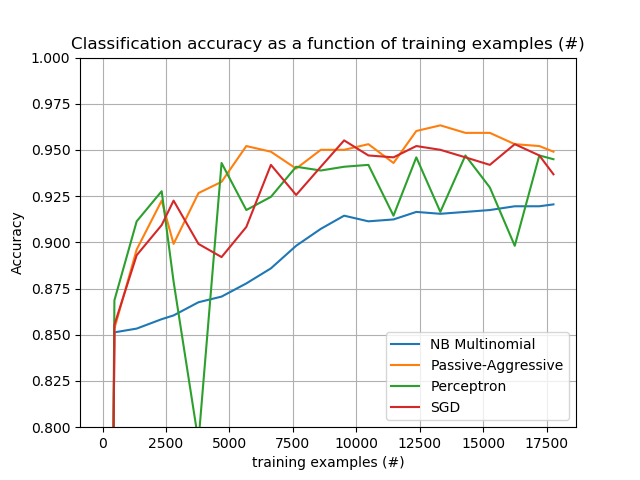 Classification accuracy as a function of training examples (#)
1.000
0.975
0.950
0.925
0.900
0.875
0.850
0.825
0.800
Accuracy
NB Multinomial
Passive-Aggressive
Perceptron
SGD
0 2500 5000 7500 10000 12500 15000 17500
training examples (#)